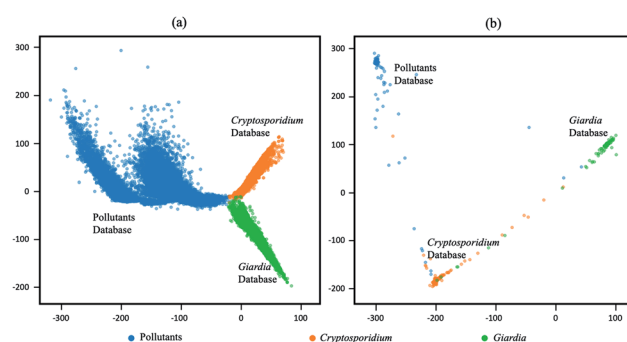 (a)
(b)
300
200
100
0
-100
-200
-300
-200
-100
0
100
Cryptosporidium
Database
Pollutants
Database
Giardia
Database
300
200
100
0
-100
-200
-300
-200
-100
0
100
Pollutants
Database
Giardia
Database
Cryptosporidium
Database
Pollutants
Cryptosporidium
Giardia